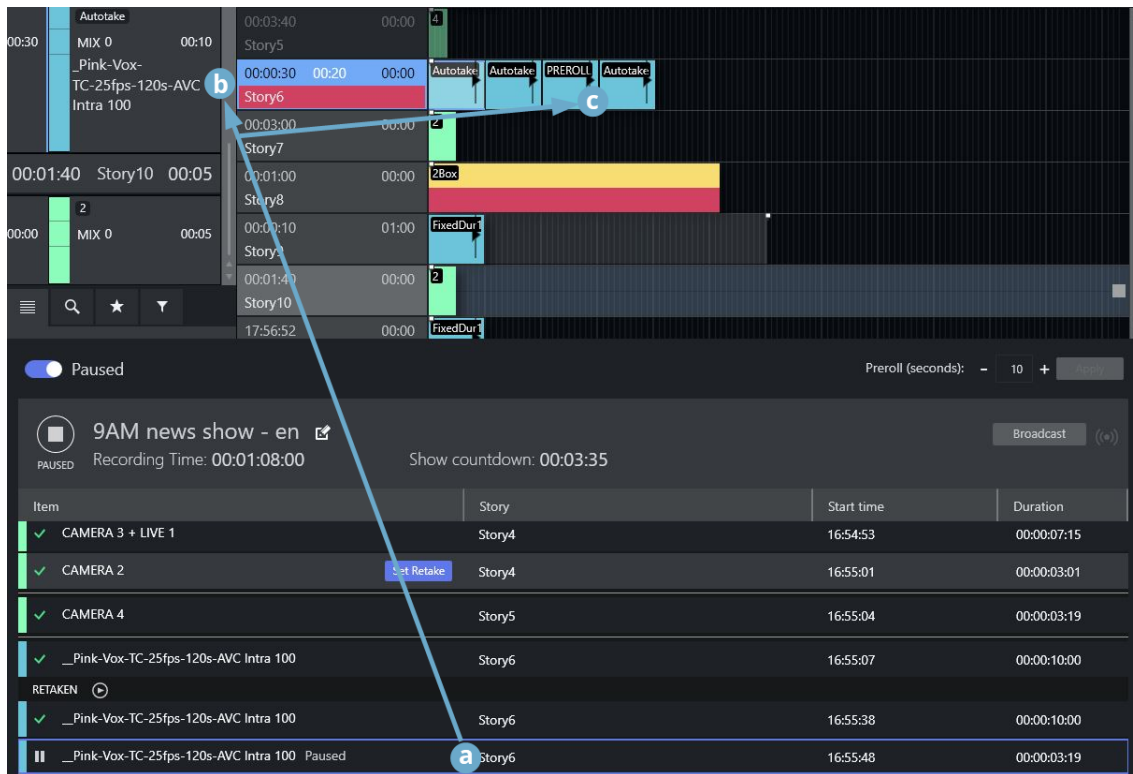 Autotake
00:30 MIX 0 00:10
_Pink-Vox-
TC-25fps-120s-AVC
Intra 100
b
00:01:40 Story10 00:05
2
00:00 MIX 0 00:05
00:03:40 00:00 4
Story5
00:00:30 00:20 00:00 Autotake Autotake PREROLL Autotake
Story6
c
00:03:00 00:00 2
Story7
00:01:00 00:00 2Box
Story8
00:00:10 01:00 FixedDur1
Story9
00:01:40 00:00 2
Story10
17:56:52 00:00 FixedDur1
Paused Preroll (seconds): - 10 + Apply
9AM news show - en Broadcast
PAUSED Recording Time: 00:01:08:00 Show countdown: 00:03:35
Item Story Start time Duration
CAMERA 3 + LIVE 1 Story4 16:54:53 00:00:07:15
CAMERA 2 Set Retake Story4 16:55:01 00:00:03:01
CAMERA 4 Story5 16:55:04 00:00:03:19
__Pink-Vox-TC-25fps-120s-AVC Intra 100 Story6 16:55:07 00:00:10:00
RETAKEN
__Pink-Vox-TC-25fps-120s-AVC Intra 100 Story6 16:55:38 00:00:10:00
__Pink-Vox-TC-25fps-120s-AVC Intra 100 Paused a Story6 16:55:48 00:00:03:19